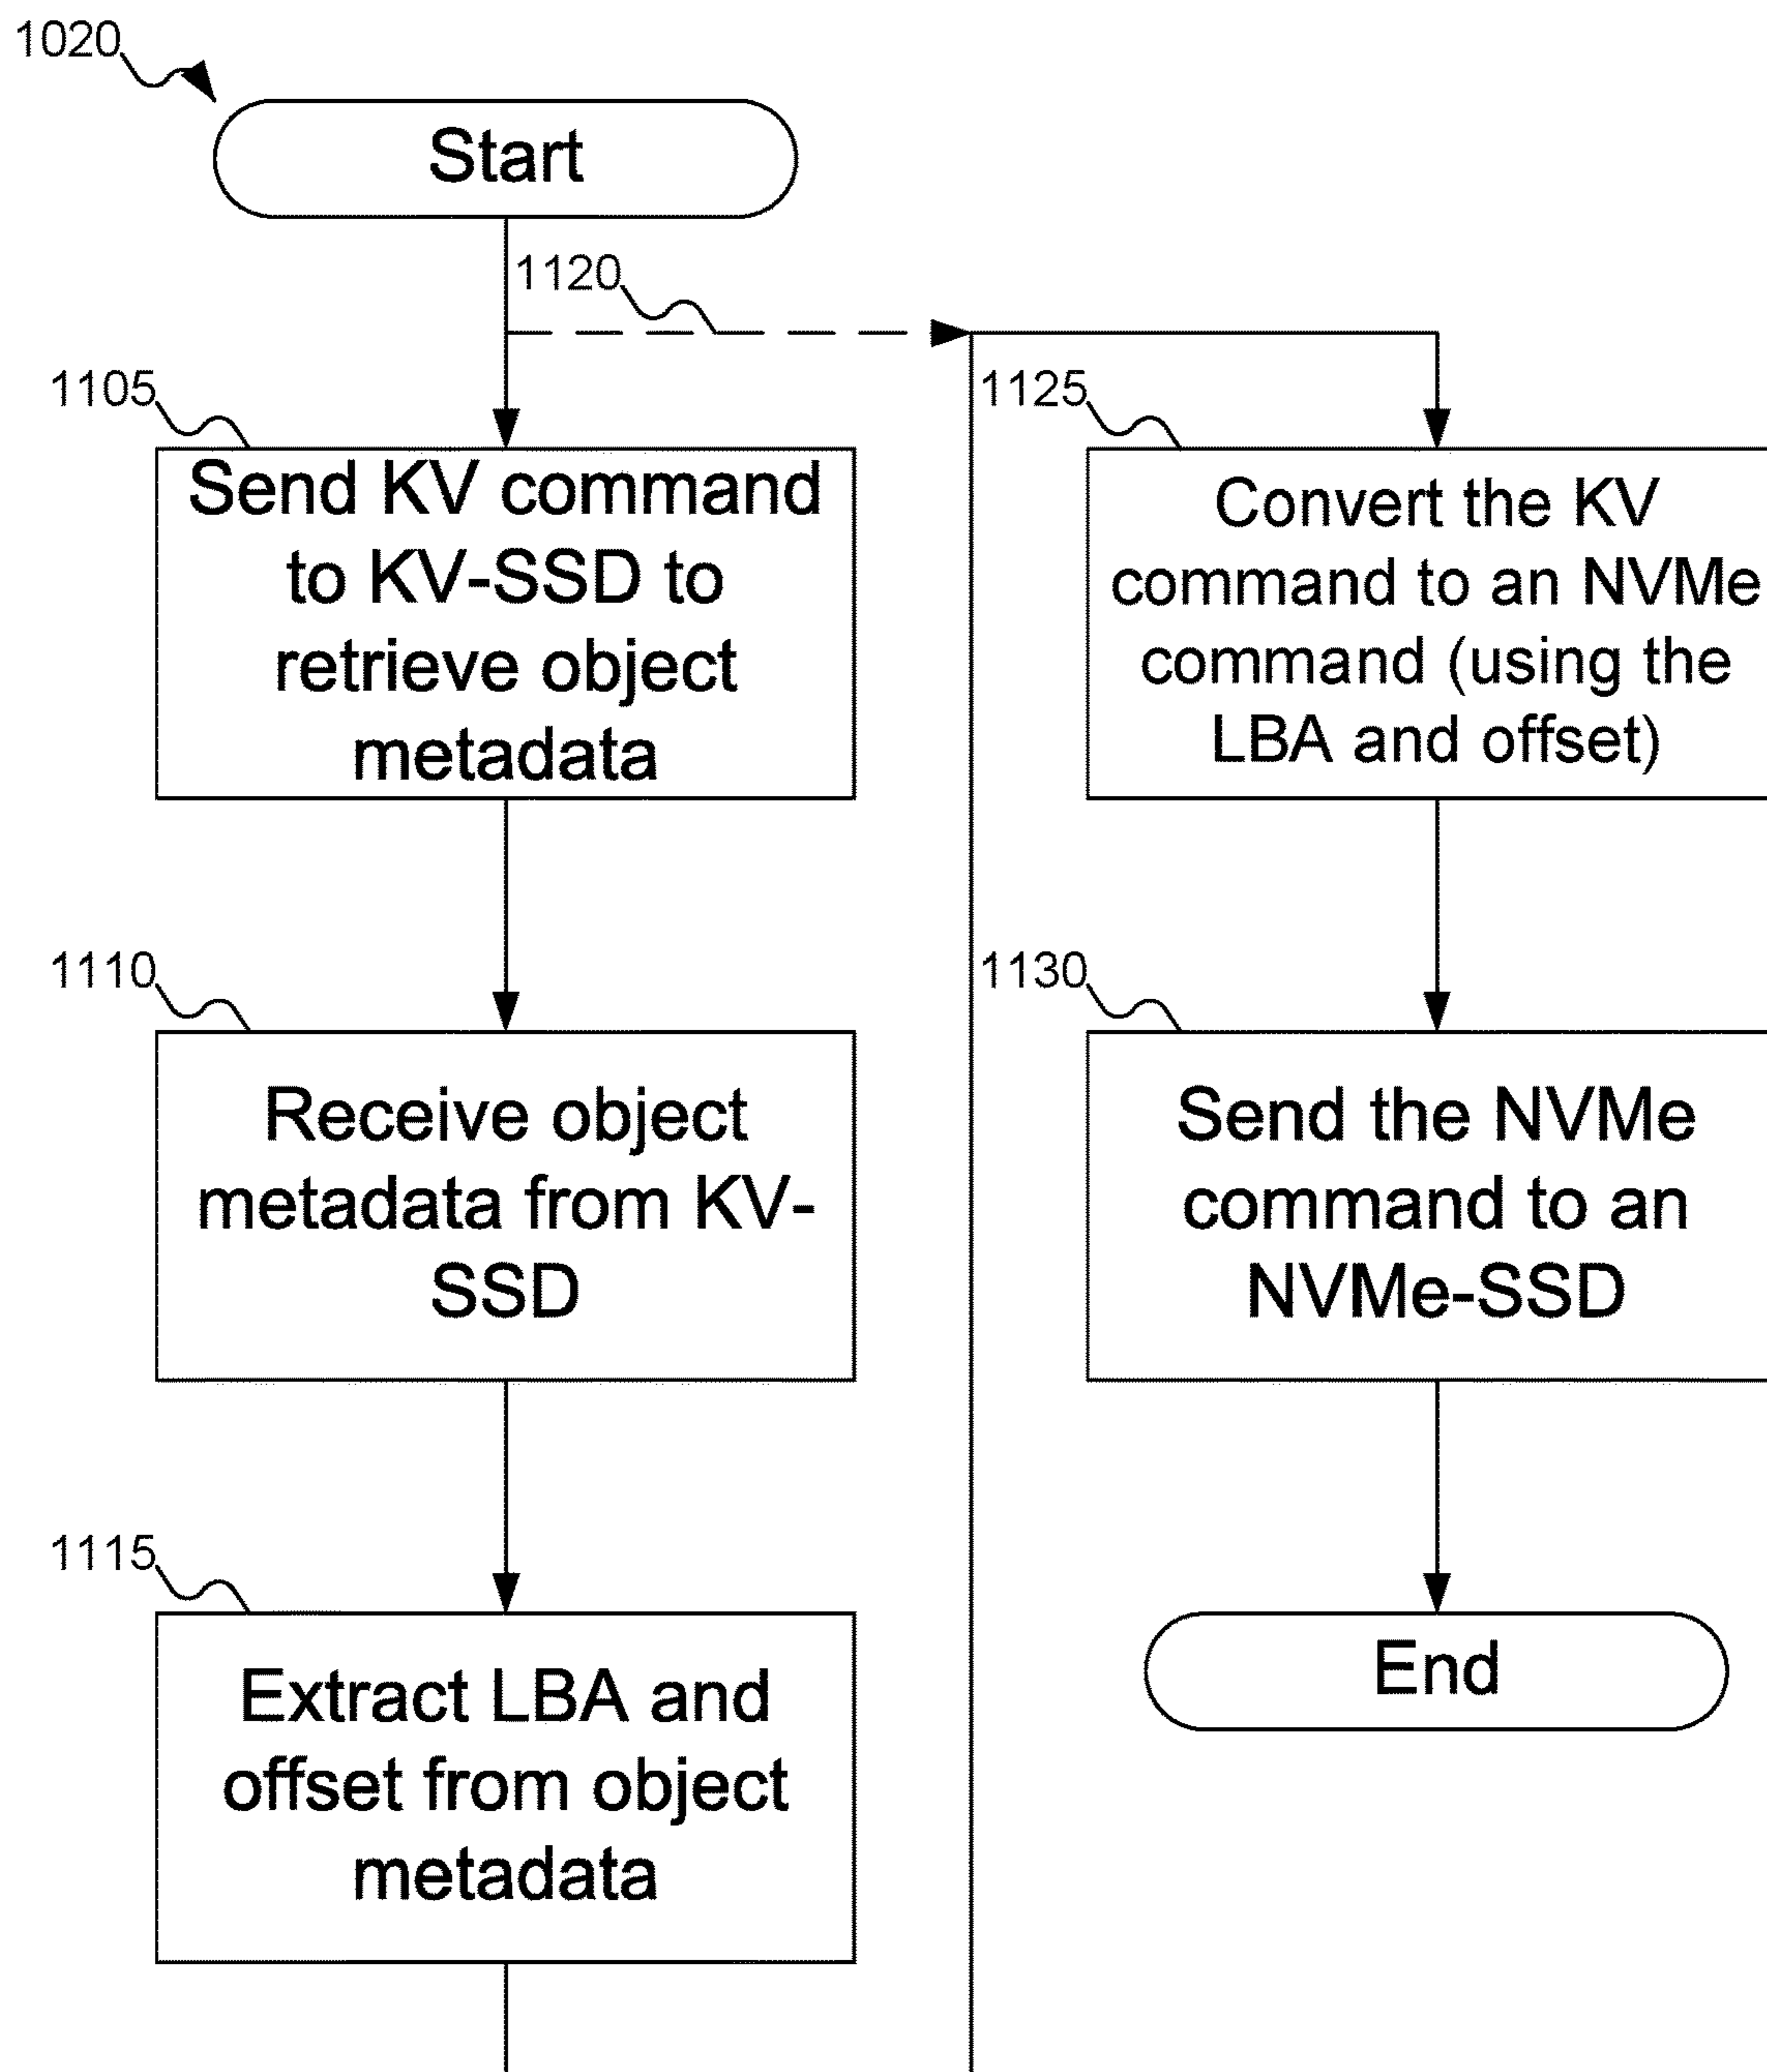 1020
Start
1120
1105
Send KV command
to KV-SSD to
retrieve object
metadata
1110
Receive object
metadata from KV-
SSD
1115
Extract LBA and
offset from object
metadata
1125
Convert the KV
command to an NVMe
command (using the
LBA and offset)
1130
Send the NVMe
command to an
NVMe-SSD
End